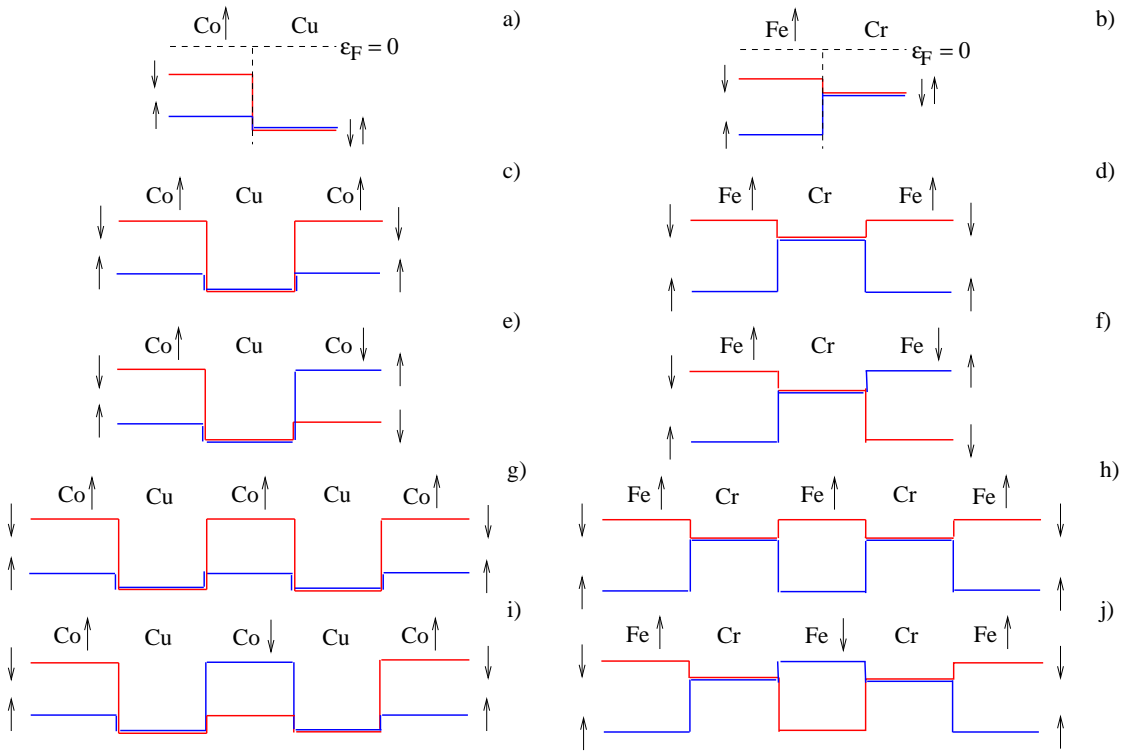 a)
Co Cu
ε_F = 0
b)
Fe Cr
ε_F = 0
c)
Co Cu Co
d)
Fe Cr Fe
e)
Co Cu Co
f)
Fe Cr Fe
g)
Co Cu Co Cu Co
h)
Fe Cr Fe Cr Fe
i)
Co Cu Co Cu Co
j)
Fe Cr Fe Cr Fe